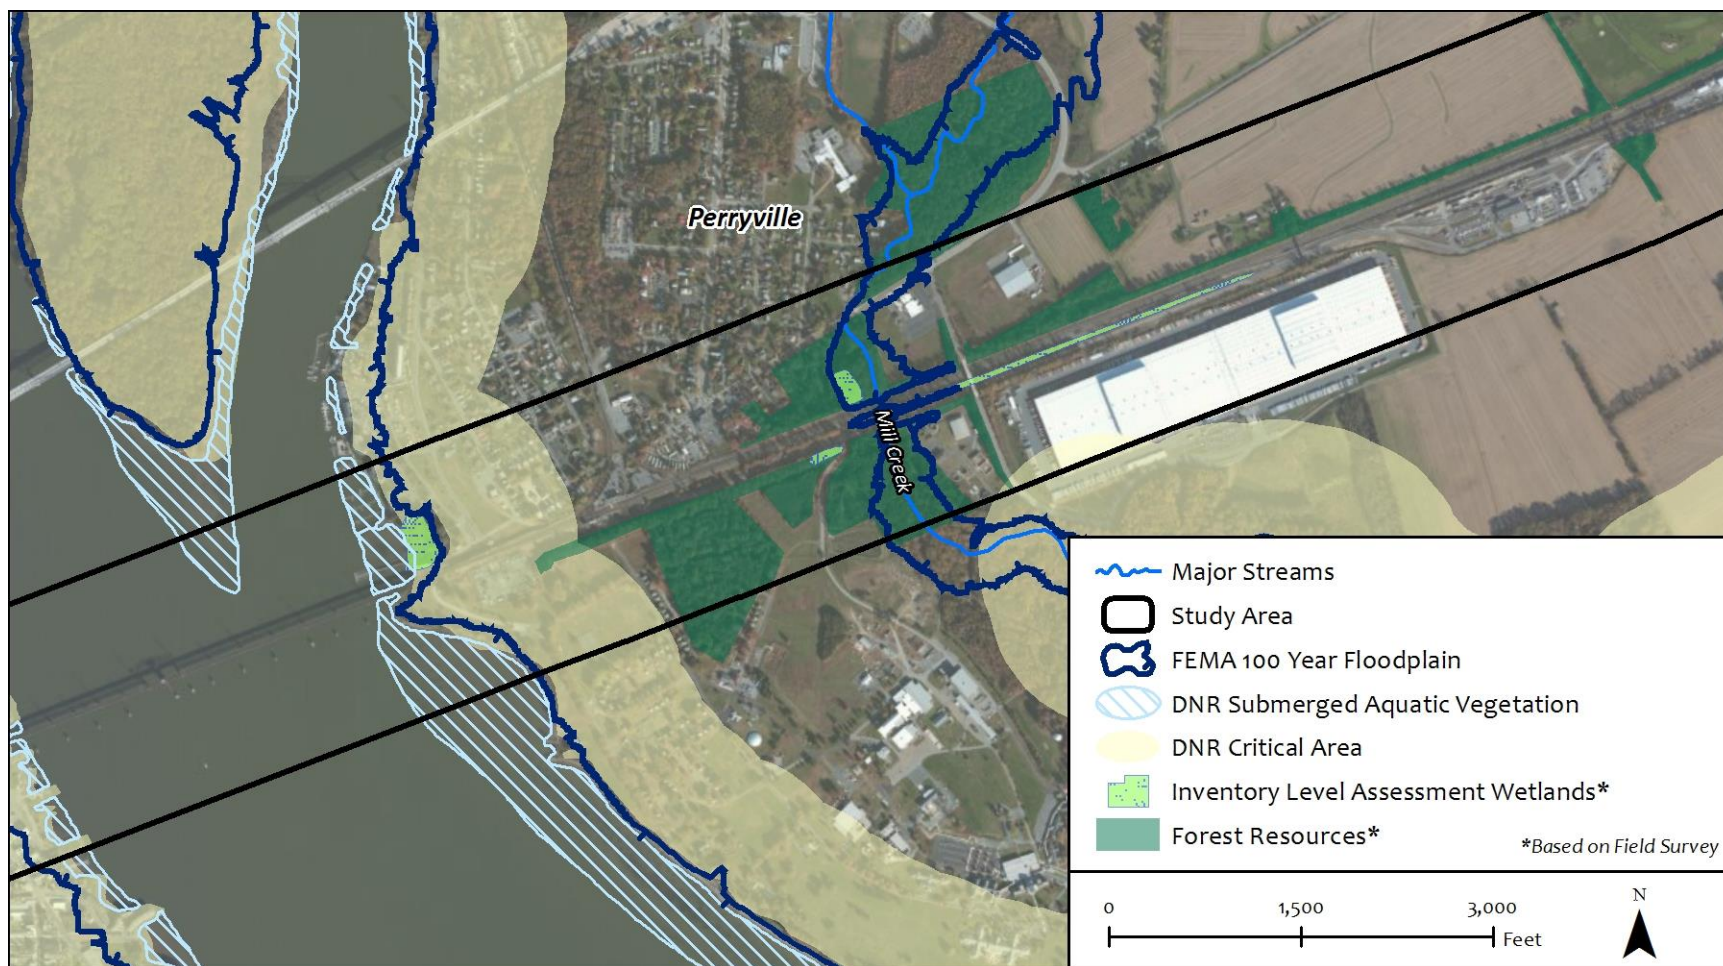 Perryville
Mill Creek
Major Streams
Study Area
FEMA 100 Year Floodplain
DNR Submerged Aquatic Vegetation
DNR Critical Area
Inventory Level Assessment Wetlands*
Forest Resources*
*Based on Field Survey
0 1,500 3,000
Feet
N